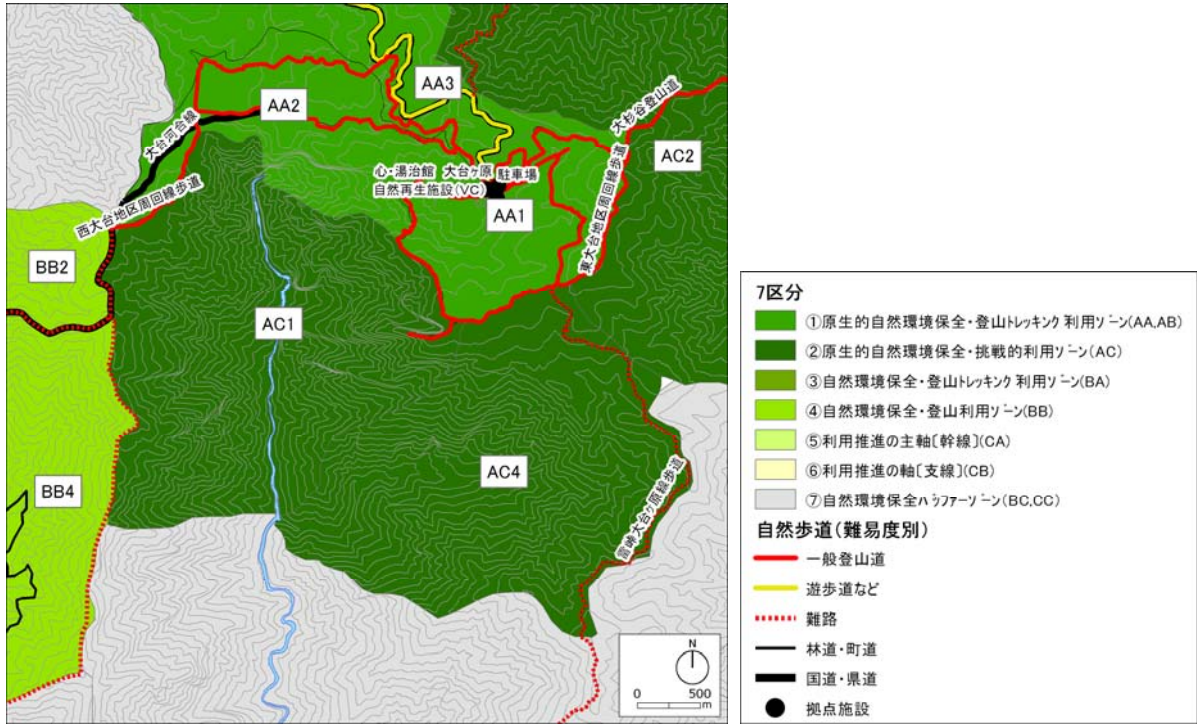 AA3
AA2
大台河合線
大杉谷登山道
AC2
心・湯治館 大台ヶ原 駐車場
自然再生施設(VC)
AA1
東大台地区周回線歩道
西大台地区周回線歩道
BB2
AC1
BB4
AC4
雷峠大台ヶ原線歩道
N
0 500
m
7区分
①原生的自然環境保全・登山トレッキング利用ゾーン(AA,AB)
②原生的自然環境保全・挑戦的利用ゾーン(AC)
③自然環境保全・登山トレッキング利用ゾーン(BA)
④自然環境保全・登山利用ゾーン(BB)
⑤利用推進の主軸〔幹線〕(CA)
⑥利用推進の軸〔支線〕(CB)
⑦自然環境保全バッファーゾーン(BC,CC)
自然歩道(難易度別)
一般登山道
遊歩道など
難路
林道・町道
国道・県道
拠点施設